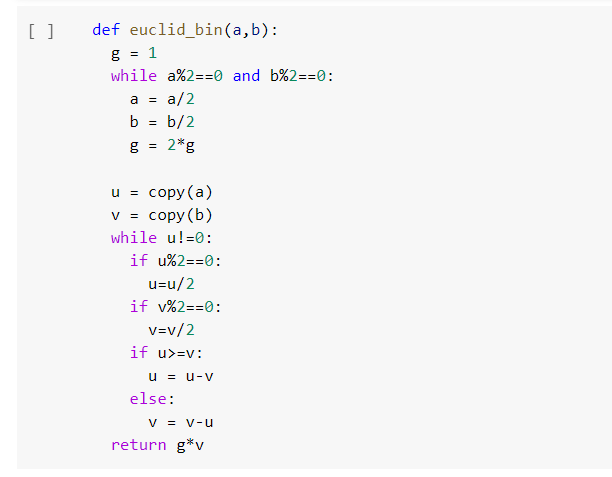 [ ] def euclid_bin(a,b):
g = 1
while a%2==0 and b%2==0:
a = a/2
b = b/2
g = 2*g
u = copy(a)
v = copy(b)
while u!=0:
if u%2==0:
u=u/2
if v%2==0:
v=v/2
if u>=v:
u = u-v
else:
v = v-u
return g*v